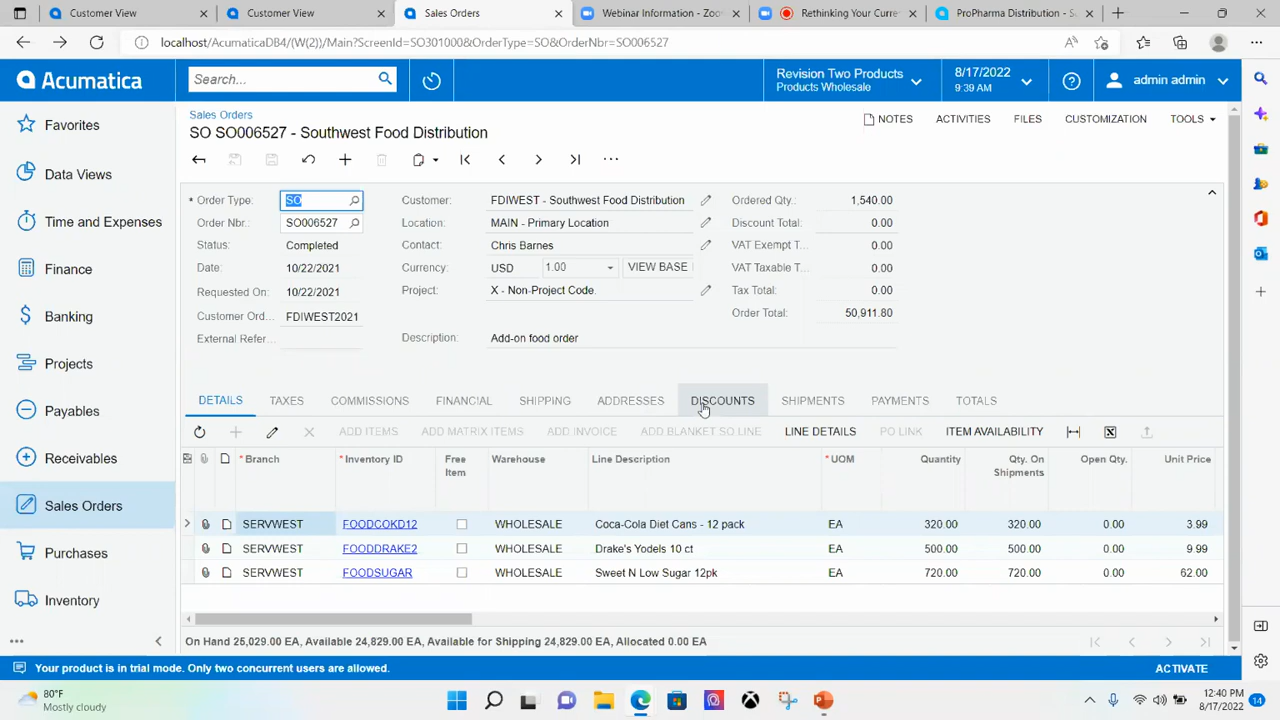 Customer View
Customer View
Sales Orders
Webinar Information - Zoo
Rethinking Your Curre
ProPharma Distribution - S
localhost/AcumaticaDB4/(W(2))/Main?ScreenId=SO301000&OrderType=SO&OrderNbr=SO006527
Acumatica
Search...
Revision Two Products
Products Wholesale
8/17/2022
9:39 AM
admin admin
Favorites
Data Views
Time and Expenses
Finance
Banking
Projects
Payables
Receivables
Sales Orders
Purchases
Inventory
Sales Orders
SO SO006527 - Southwest Food Distribution
NOTES ACTIVITIES FILES CUSTOMIZATION TOOLS
* Order Type: SO
Order Nbr.: SO006527
Status: Completed
Date: 10/22/2021
Requested On: 10/22/2021
Customer Ord... FDIWEST2021
External Refer...
Customer: FDIWEST - Southwest Food Distribution
Location: MAIN - Primary Location
Contact: Chris Barnes
Currency: USD 1.00 VIEW BASE
Project: X - Non-Project Code.
Description: Add-on food order
Ordered Qty.: 1,540.00
Discount Total: 0.00
VAT Exempt T... 0.00
VAT Taxable T... 0.00
Tax Total: 0.00
Order Total: 50,911.80
DETAILS TAXES COMMISSIONS FINANCIAL SHIPPING ADDRESSES DISCOUNTS SHIPMENTS PAYMENTS TOTALS
ADD ITEMS ADD MATRIX ITEMS ADD INVOICE ADD BLANKET SO LINE LINE DETAILS PO LINK ITEM AVAILABILITY
* Branch * Inventory ID Free Item Warehouse Line Description * UOM Quantity Qty. On Shipments Open Qty. Unit Price
SERVWEST FOODCOKD12 WHOLESALE Coca-Cola Diet Cans - 12 pack EA 320.00 320.00 0.00 3.99
SERVWEST FOODDRAKE2 WHOLESALE Drake's Yodels 10 ct EA 500.00 500.00 0.00 9.99
SERVWEST FOODSUGAR WHOLESALE Sweet N Low Sugar 12pk EA 720.00 720.00 0.00 62.00
On Hand 25,029.00 EA, Available 24,829.00 EA, Available for Shipping 24,829.00 EA, Allocated 0.00 EA
Your product is in trial mode. Only two concurrent users are allowed.
ACTIVATE
80°F
Mostly cloudy
12:40 PM
8/17/2022
14